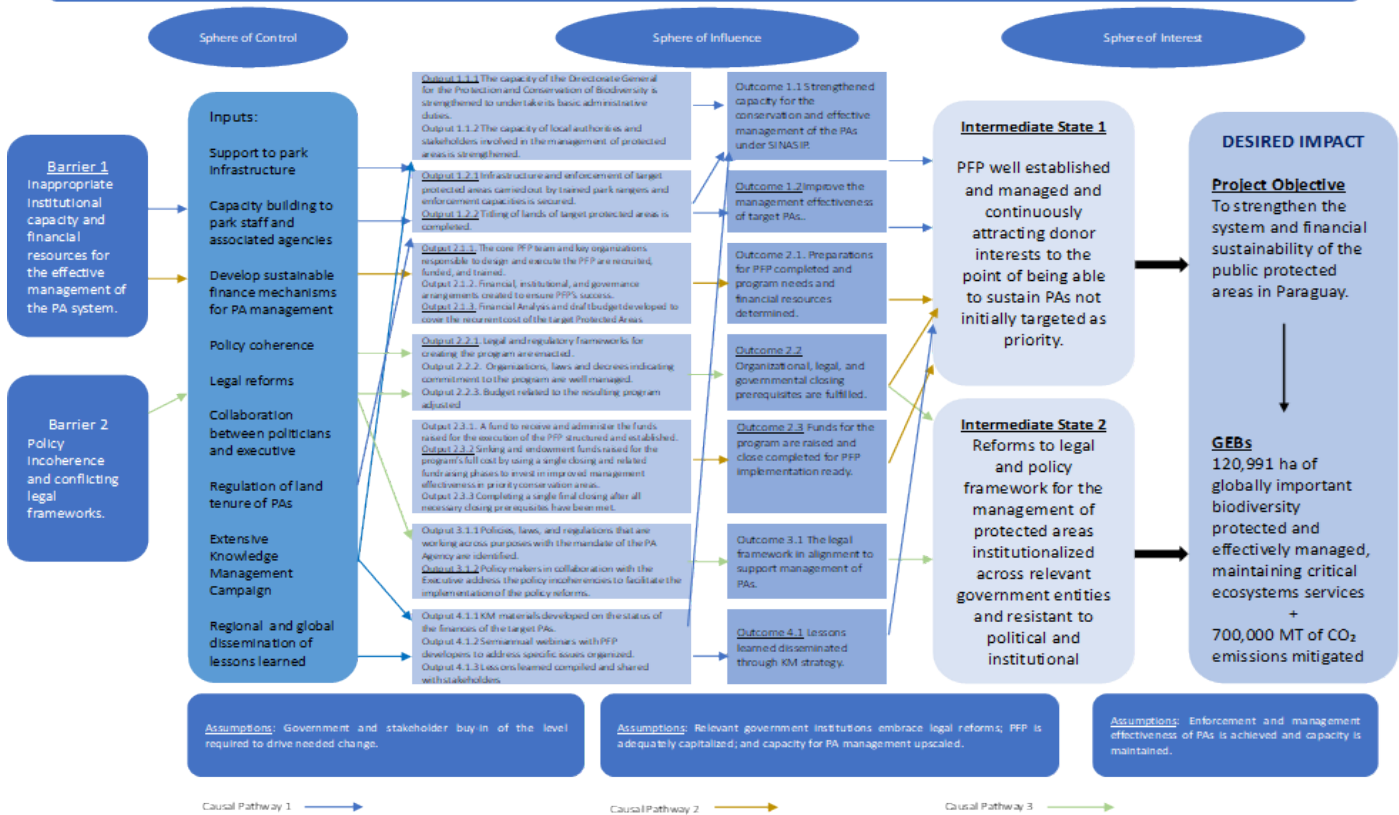 Sphere of Control
Sphere of Influence
Sphere of Interest
Barrier 1
Inappropriate
institutional
capacity and
financial
resources for
the effective
management of
the PA system.
Barrier 2
Policy
Incoherence
and conflicting
legal
frameworks.
Inputs:
Support to park
Infrastructure
Capacity building to
park staff and
associated agencies
Develop sustainable
finance mechanisms
for PA management
Policy coherence
Legal reforms
Collaboration
between politicians
and executive
Regulation of land
tenure of PAs
Extensive
Knowledge
Management
Campaign
Regional and global
dissemination of
lessons learned
Output 1.1.1 The capacity of the Directorate General
for the Protection and Conservation of Biodiversity is
strengthened to undertake its basic administrative
duties.
Output 1.1.2 The capacity of local authorities and
stakeholders involved in the management of protected
areas is strengthened.
Output 1.2.1 Infrastructure and enforcement of target
protected areas carried out by trained park rangers and
enforcement capacities is secured.
Output 1.2.2 Titling of lands of target protected areas is
completed.
Output 2.1.1. The core PFP team and key organizations
responsible to design and execute the PFP are recruited,
funded, and trained.
Output 2.1.2. Financial, institutional, and governance
arrangements created to ensure PFP's success.
Output 2.1.3. Financial Analysis and draft budget developed to
cover the recurrent cost of the target Protected Areas
Output 2.2.1. Legal and regulatory frameworks for
creating the program are enacted.
Output 2.2.2. Organizations, laws and decrees indicating
commitment to the program are well managed.
Output 2.2.3. Budget related to the resulting program
adjusted
Output 2.3.1. A fund to receive and administer the funds
raised for the execution of the PFP structured and established.
Output 2.3.2 Sinking and endowment funds raised for the
program's full cost by using a single closing and related
fundraising phases to invest in improved management
effectiveness in priority conservation areas.
Output 2.3.3 Completing a single final closing after all
necessary closing prerequisites have been met.
Output 3.1.1 Policies, laws, and regulations that are
working across purposes with the mandate of the PA
Agency are identified.
Output 3.1.2 Policy makers in collaboration with the
Executive address the policy incoherences to facilitate the
implementation of the policy reforms.
Output 4.1.1 KM materials developed on the status of
the finances of the target PAs.
Output 4.1.2 Semiannual webinars with PFP
developers to address specific issues organized.
Output 4.1.3 Lessons learned compiled and shared
with stakeholders
Outcome 1.1 Strengthened
capacity for the
conservation and effective
management of the PAs
under SINASIP.
Outcome 1.2 Improve the
management effectiveness
of target PAs..
Outcome 2.1. Preparations
for PFP completed and
program needs and
financial resources
determined.
Outcome 2.2
Organizational, legal, and
governmental closing
prerequisites are fulfilled.
Outcome 2.3 Funds for the
program are raised and
close completed for PFP
implementation ready.
Outcome 3.1 The legal
framework in alignment to
support management of
PAs.
Outcome 4.1 Lessons
learned disseminated
through KM strategy.
Intermediate State 1
PFP well established
and managed and
continuously
attracting donor
interests to the
point of being able
to sustain PAs not
initially targeted as
priority.
Intermediate State 2
Reforms to legal
and policy
framework for the
management of
protected areas
institutionalized
across relevant
government entities
and resistant to
political and
institutional
DESIRED IMPACT
Project Objective
To strengthen the
system and financial
sustainability of the
public protected
areas in Paraguay.
GEBs
120,991 ha of
globally important
biodiversity
protected and
effectively managed,
maintaining critical
ecosystems services
+
700,000 MT of CO₂
emissions mitigated
Assumptions: Government and stakeholder buy-in of the level
required to drive needed change.
Assumptions: Relevant government institutions embrace legal reforms; PFP is
adequately capitalized; and capacity for PA management upscaled.
Assumptions: Enforcement and management
effectiveness of PAs is achieved and capacity is
maintained.
Causal Pathway 1
Causal Pathway 2
Causal Pathway 3